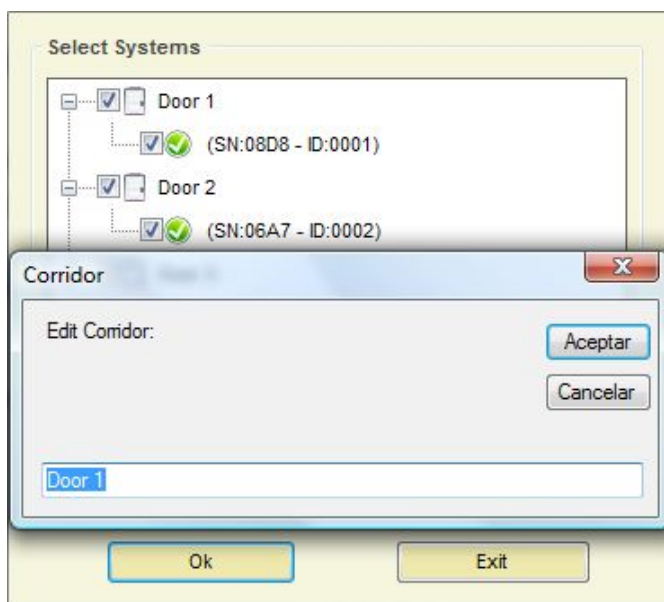 Select Systems
Door 1
(SN:08D8 - ID:0001)
Door 2
(SN:06A7 - ID:0002)
Corridor
X
Edit Corridor:
Aceptar
Cancelar
Door 1
Ok
Exit